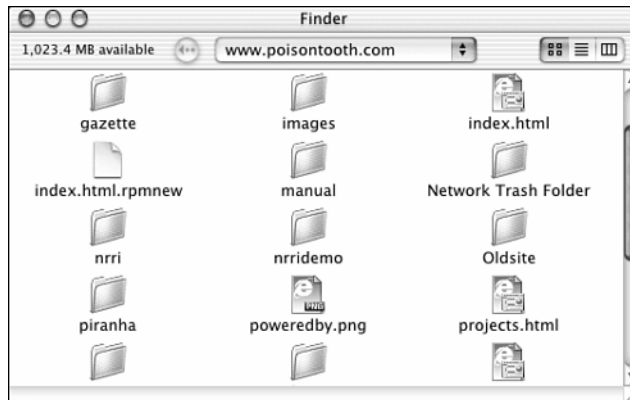 Finder
1,023.4 MB available
www.poisontooth.com
gazette images index.html
index.html.rpmnew manual Network Trash Folder
nrri nrridemo Oldsite
piranha poweredby.png projects.html
PNG